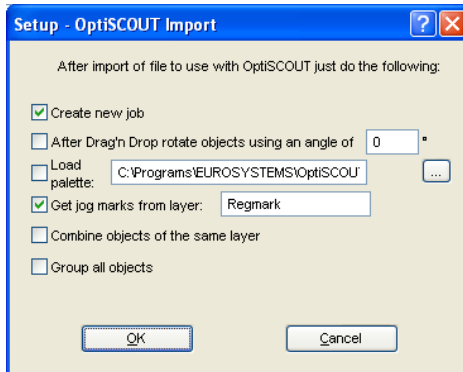 Setup - OptiSCOUT Import
After import of file to use with OptiSCOUT just do the following:
Create new job
After Drag'n Drop rotate objects using an angle of 0 °
Load
palette: C:\Programs\EUROSYSTEMS\OptiSCOU ...
Get jog marks from layer: Regmark
Combine objects of the same layer
Group all objects
OK Cancel